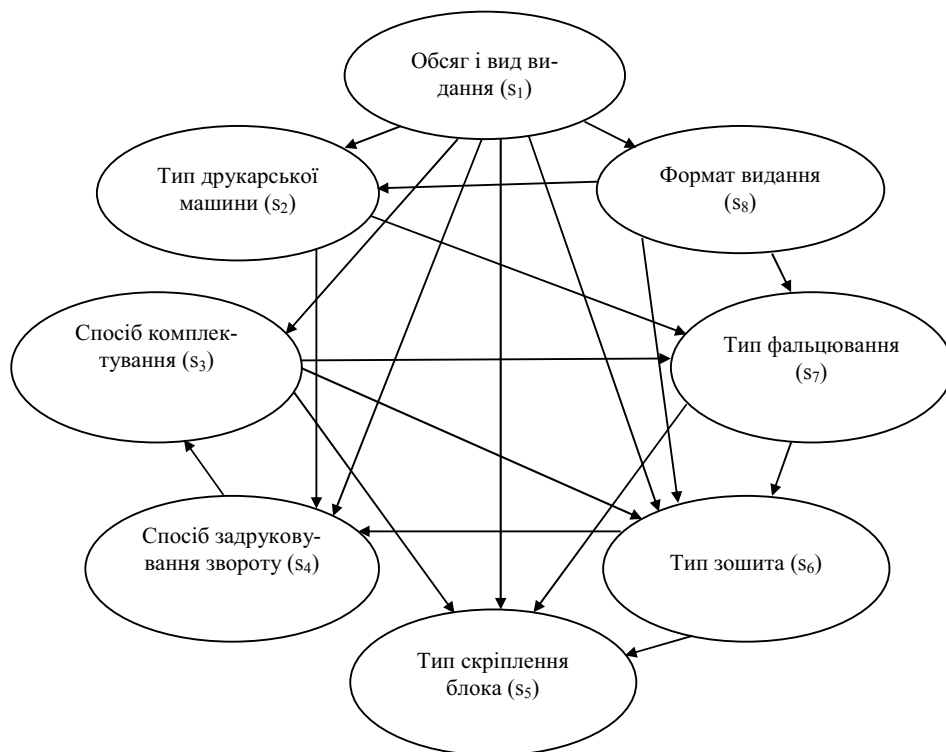 Обсяг і вид ви-
дання (s₁)
Тип друкарської
машини (s₂)
Формат видання
(s₈)
Спосіб комплек-
тування (s₃)
Тип фальцювання
(s₇)
Спосіб задрукову-
вання звороту (s₄)
Тип зошита (s₆)
Тип скріплення
блока (s₅)